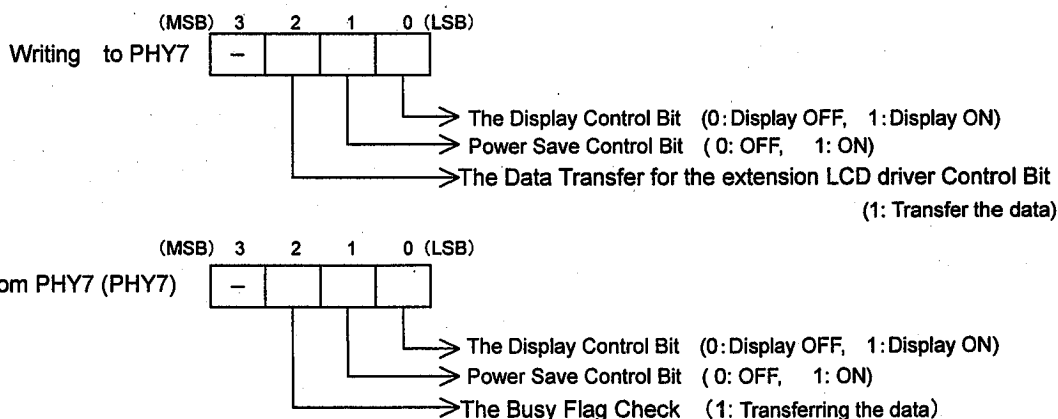 (MSB) 3 2 1 0 (LSB)
Writing to PHY7 –
The Display Control Bit (0: Display OFF, 1: Display ON)
Power Save Control Bit ( 0: OFF, 1: ON)
The Data Transfer for the extension LCD driver Control Bit
(1: Transfer the data)
(MSB) 3 2 1 0 (LSB)
om PHY7 (PHY7) –
The Display Control Bit (0: Display OFF, 1: Display ON)
Power Save Control Bit ( 0: OFF, 1: ON)
The Busy Flag Check (1: Transferring the data)